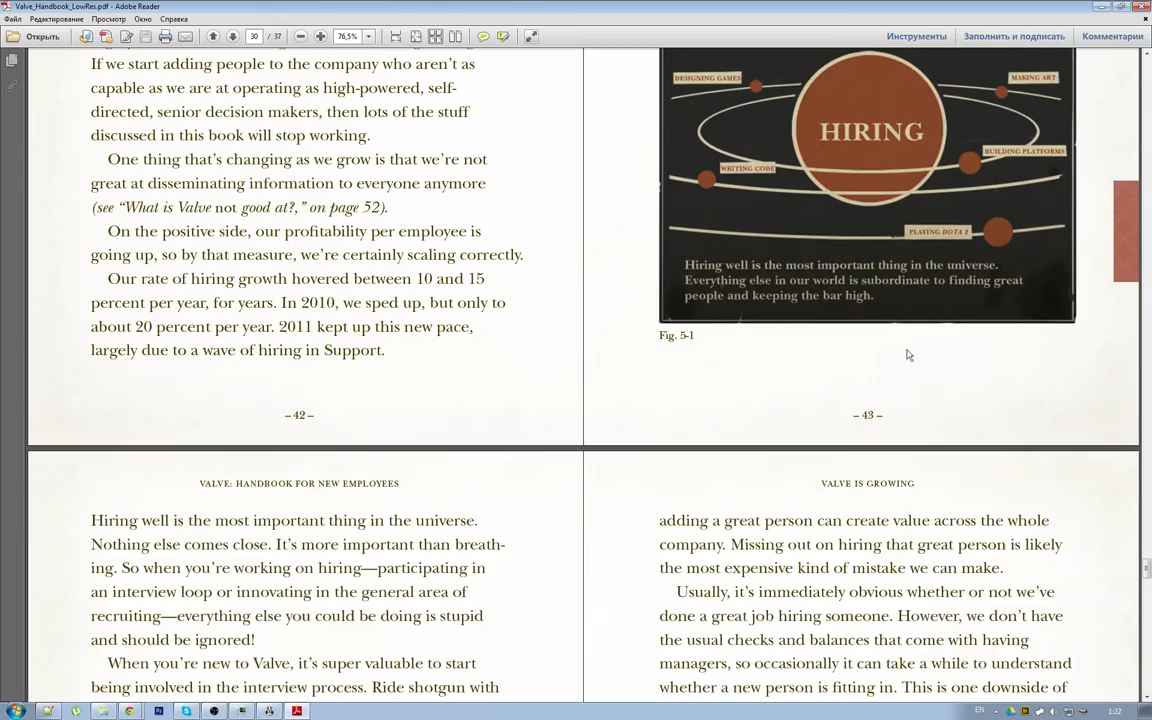 Valve_Handbook_LowRes.pdf - Adobe Reader
Файл Редактирование Просмотр Окно Справка
Открыть
30 / 37
76,5%
Инструменты
Заполнить и подписать
Комментарии
If we start adding people to the company who aren’t as
capable as we are at operating as high-powered, self-
directed, senior decision makers, then lots of the stuff
discussed in this book will stop working.
One thing that’s changing as we grow is that we’re not
great at disseminating information to everyone anymore
(see “What is Valve not good at?,” on page 52).
On the positive side, our profitability per employee is
going up, so by that measure, we’re certainly scaling correctly.
Our rate of hiring growth hovered between 10 and 15
percent per year, for years. In 2010, we sped up, but only to
about 20 percent per year. 2011 kept up this new pace,
largely due to a wave of hiring in Support.
– 42 –
DESIGNING GAMES
MAKING ART
HIRING
BUILDING PLATFORMS
WRITING CODE
PLAYING DOTA 2
Hiring well is the most important thing in the universe.
Everything else in our world is subordinate to finding great
people and keeping the bar high.
Fig. 5-1
– 43 –
VALVE: HANDBOOK FOR NEW EMPLOYEES
Hiring well is the most important thing in the universe.
Nothing else comes close. It’s more important than breath-
ing. So when you’re working on hiring—participating in
an interview loop or innovating in the general area of
recruiting—everything else you could be doing is stupid
and should be ignored!
When you’re new to Valve, it’s super valuable to start
being involved in the interview process. Ride shotgun with
VALVE IS GROWING
adding a great person can create value across the whole
company. Missing out on hiring that great person is likely
the most expensive kind of mistake we can make.
Usually, it’s immediately obvious whether or not we’ve
done a great job hiring someone. However, we don’t have
the usual checks and balances that come with having
managers, so occasionally it can take a while to understand
whether a new person is fitting in. This is one downside of
EN
1:22